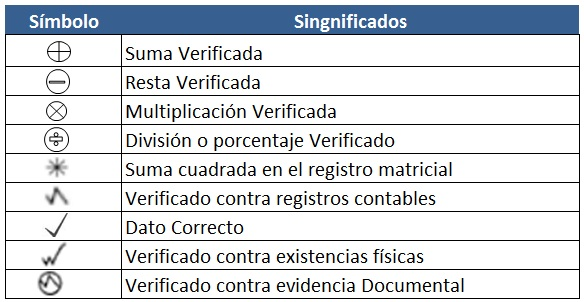 Símbolo Singnificados
Suma Verificada
Resta Verificada
Multiplicación Verificada
División o porcentaje Verificado
Suma cuadrada en el registro matricial
Verificado contra registros contables
Dato Correcto
Verificado contra existencias físicas
Verificado contra evidencia Documental